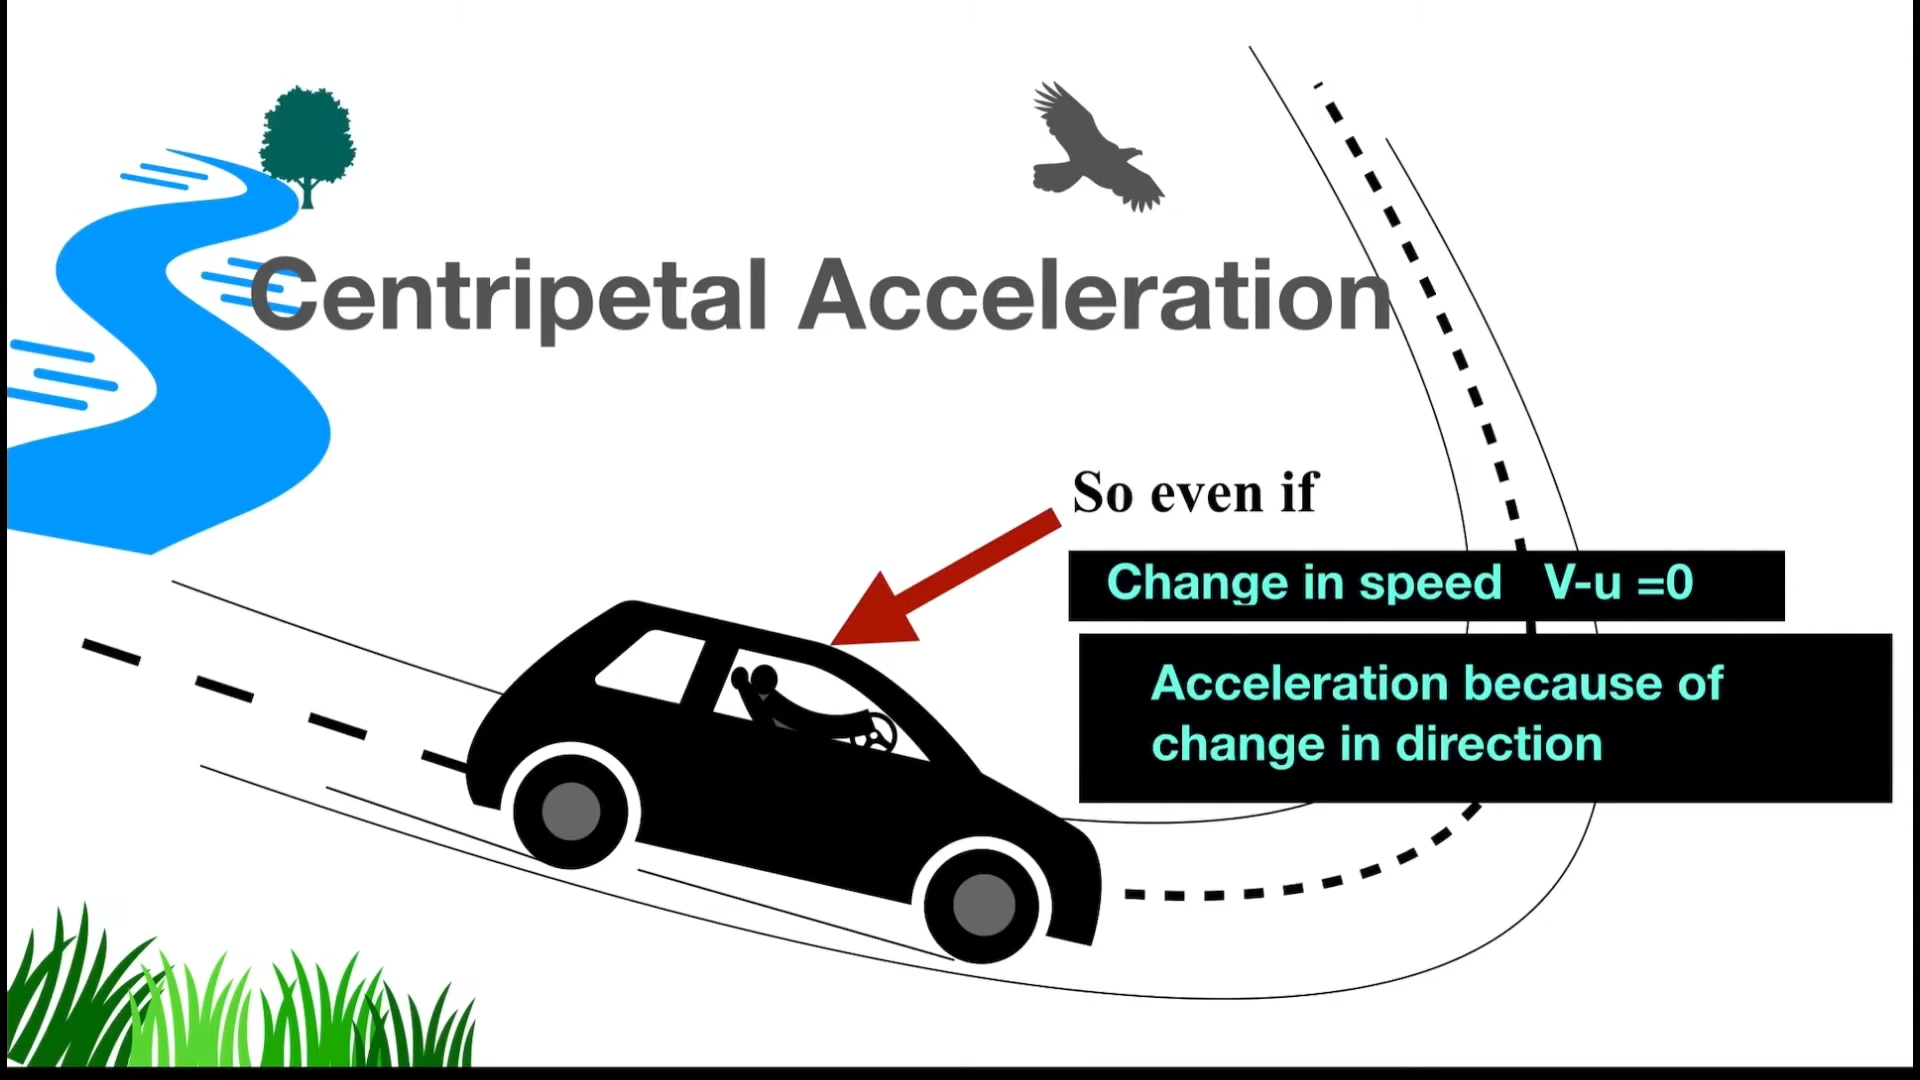 Centripetal Acceleration
So even if
Change in speed V-u =0
Acceleration because of
change in direction